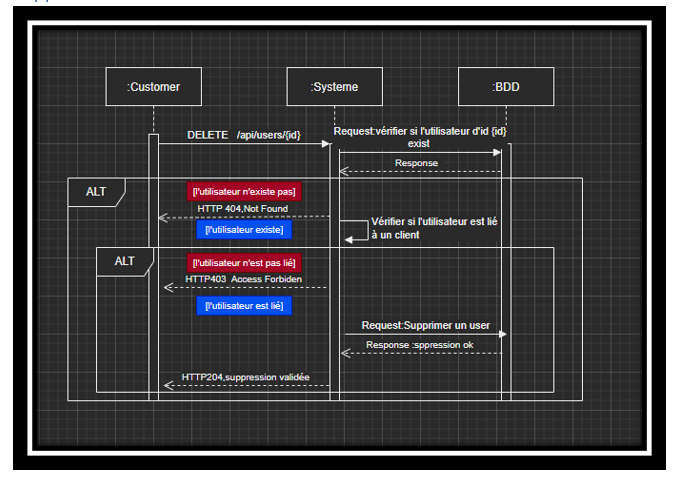 :Customer
:Systeme
:BDD
DELETE /api/users/{id}
Request:vérifier si l'utilisateur d'id {id}
exist
Response
ALT
[l'utilisateur n'existe pas]
HTTP 404,Not Found
[l'utilisateur existe]
Vérifier si l'utilisateur est lié
à un client
ALT
[l'utilisateur n'est pas lié]
HTTP403 Access Forbiden
[l'utilisateur est lié]
Request:Supprimer un user
Response :sppression ok
HTTP204,suppression validée